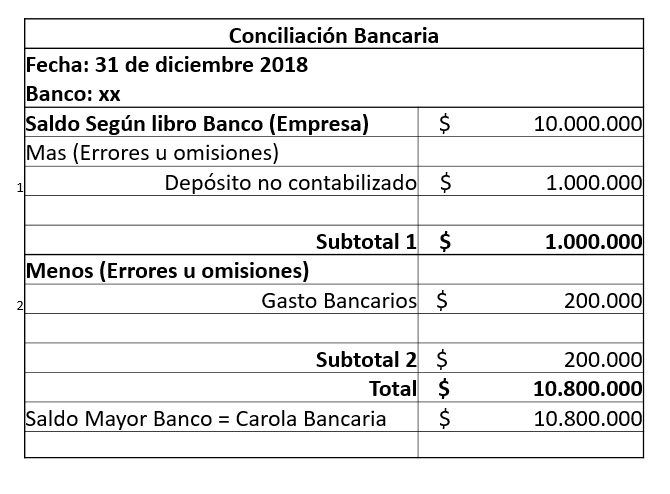 Conciliación Bancaria
Fecha: 31 de diciembre 2018
Banco: xx
Saldo Según libro Banco (Empresa) $ 10.000.000
Mas (Errores u omisiones)
1 Depósito no contabilizado $ 1.000.000
Subtotal 1 $ 1.000.000
Menos (Errores u omisiones)
2 Gasto Bancarios $ 200.000
Subtotal 2 $ 200.000
Total $ 10.800.000
Saldo Mayor Banco = Carola Bancaria $ 10.800.000